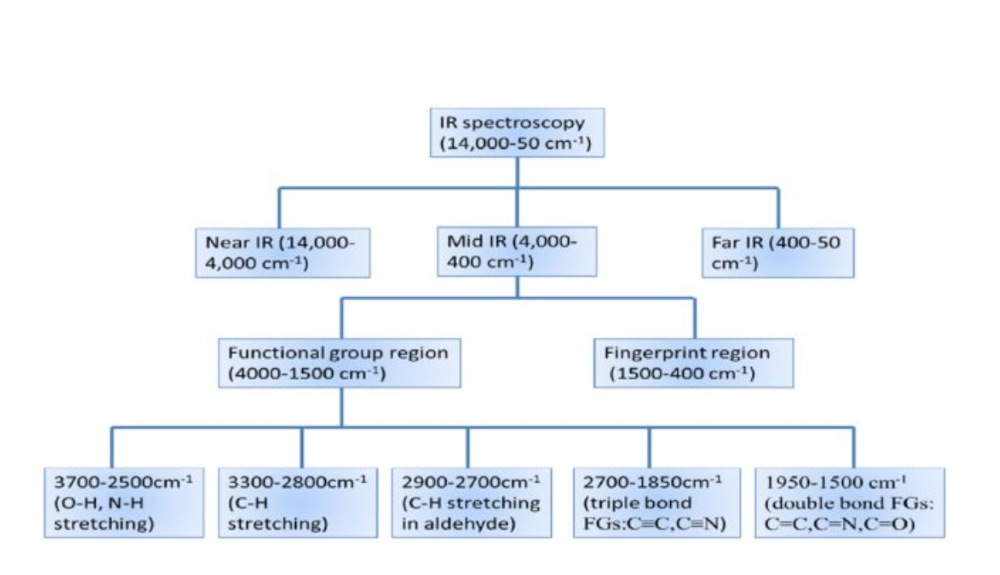 IR spectroscopy
(14,000-50 cm⁻¹)
Near IR (14,000-
4,000 cm⁻¹)
Mid IR (4,000-
400 cm⁻¹)
Far IR (400-50
cm⁻¹)
Functional group region
(4000-1500 cm⁻¹)
Fingerprint region
(1500-400 cm⁻¹)
3700-2500cm⁻¹
(O-H, N-H
stretching)
3300-2800cm⁻¹
(C-H
stretching)
2900-2700cm⁻¹
(C-H stretching
in aldehyde)
2700-1850cm⁻¹
(triple bond
FGs:C≡C,C≡N)
1950-1500 cm⁻¹
(double bond FGs:
C=C,C=N,C=O)